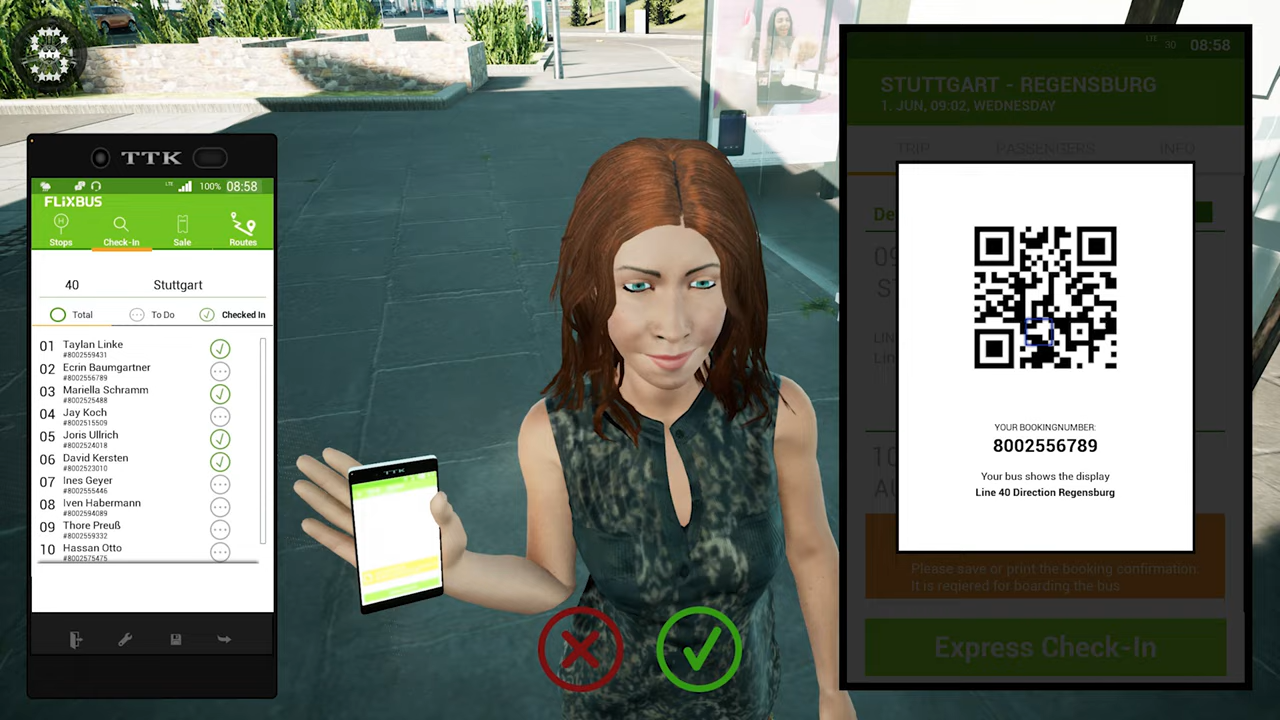 S
TTK
LTE 100% 08:58
FLiXBUS
Stops Check-In Sale Routes
40 Stuttgart
Total To Do Checked In
01 Taylan Linke
#8002559431
02 Ecrin Baumgartner
#8002556789
03 Mariella Schramm
#8002525488
04 Jay Koch
#8002515509
05 Joris Ullrich
#8002524018
06 David Kersten
#8002523010
07 Ines Geyer
#8002555446
08 Iven Habermann
#8002594089
09 Thore Preuß
#8002559332
10 Hassan Otto
#8002575475
TTK
LTE 30 08:58
STUTTGART - REGENSBURG
1. JUN, 09:02, WEDNESDAY
TRIP PASSENGERS INFO
YOUR BOOKINGNUMBER:
8002556789
Your bus shows the display
Line 40 Direction Regensburg
Please save or print the booking confirmation.
It is regiered for boarding the bus
Express Check-In